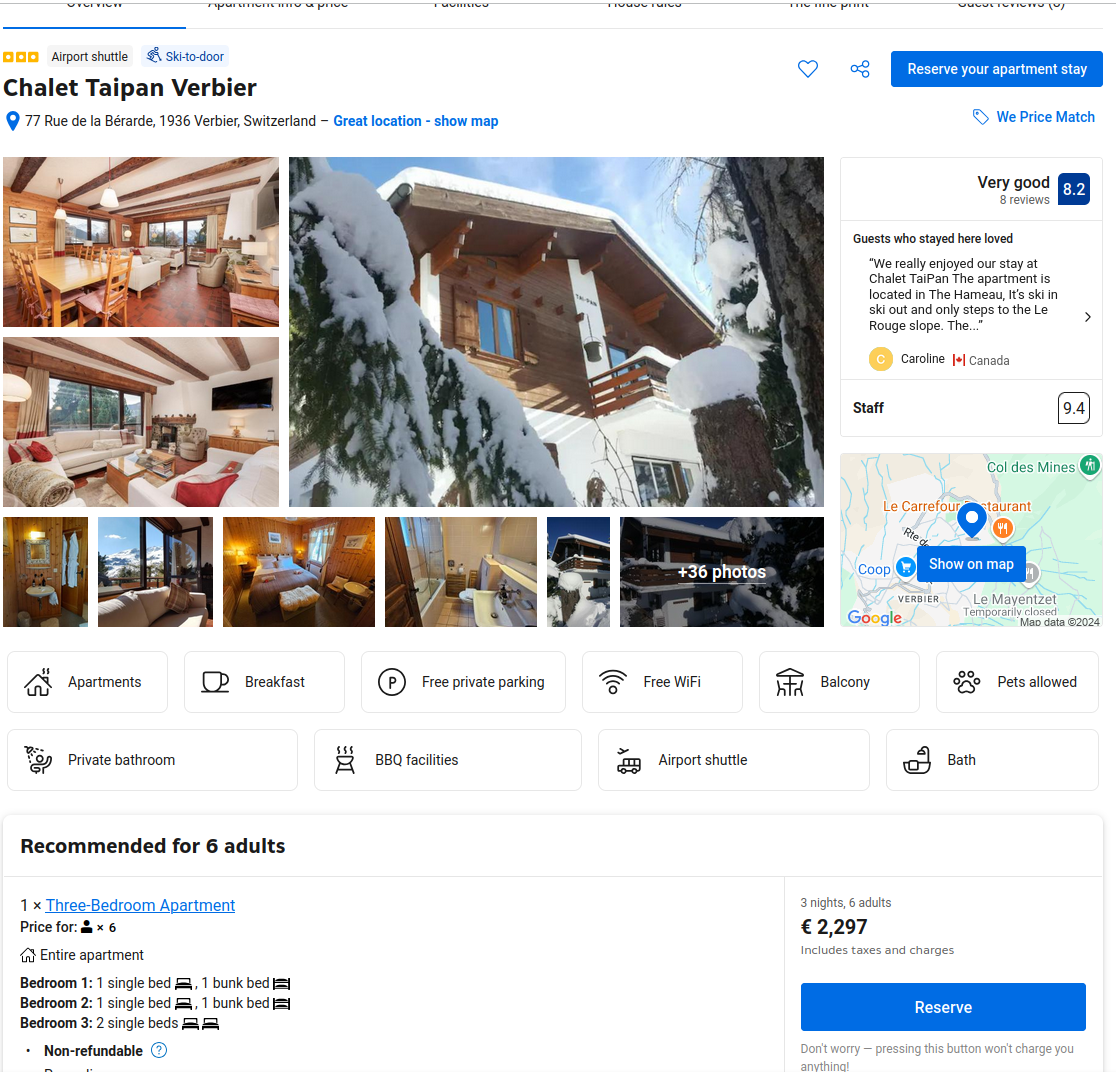 Overview Apartment info & price Facilities House rules The fine print Guest reviews (8)
Airport shuttle Ski-to-door
Reserve your apartment stay
Chalet Taipan Verbier
77 Rue de la Bérarde, 1936 Verbier, Switzerland – Great location - show map
We Price Match
TAI-PAN
Very good 8.2
8 reviews
Guests who stayed here loved
“We really enjoyed our stay at
Chalet TaiPan The apartment is
located in The Hameau, It’s ski in
ski out and only steps to the Le
Rouge slope. The...”
C Caroline Canada
Staff 9.4
Col des Mines
Le Carrefour
Rte de
Coop
Show on map
VERBIER
Le Mayentzet
Temporarily closed
Google
Map data ©2024
+36 photos
Apartments Breakfast P Free private parking Free WiFi Balcony Pets allowed
Private bathroom BBQ facilities Airport shuttle Bath
Recommended for 6 adults
1 × Three-Bedroom Apartment
Price for: × 6
Entire apartment
Bedroom 1: 1 single bed , 1 bunk bed
Bedroom 2: 1 single bed , 1 bunk bed
Bedroom 3: 2 single beds
• Non-refundable ?
3 nights, 6 adults
€ 2,297
Includes taxes and charges
Reserve
Don't worry — pressing this button won't charge you
anything!